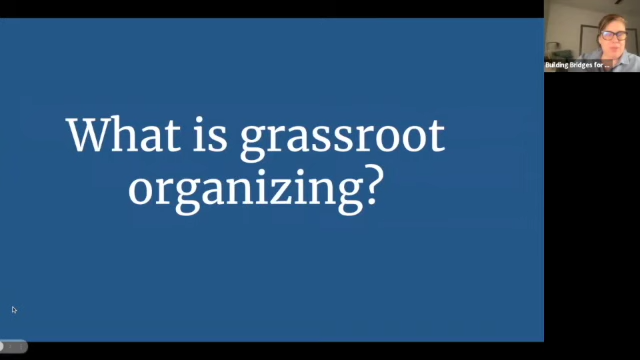 What is grassroot
organizing?
Building Bridges for ...